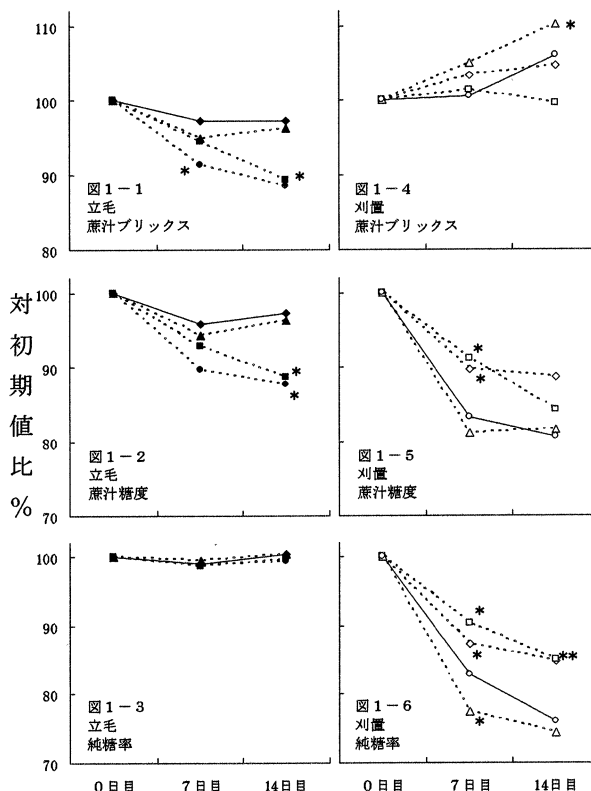 110
100
90
80
図1-1
立毛
蔗汁ブリックス
*
*
図1-4
刈置
蔗汁ブリックス
*
対初期値比%
100
90
80
70
図1-2
立毛
蔗汁糖度
*
*
図1-5
刈置
蔗汁糖度
*
*
100
90
80
70
図1-3
立毛
純糖率
図1-6
刈置
純糖率
*
*
*
**
0日目 7日目 14日目 0日目 7日目 14日目